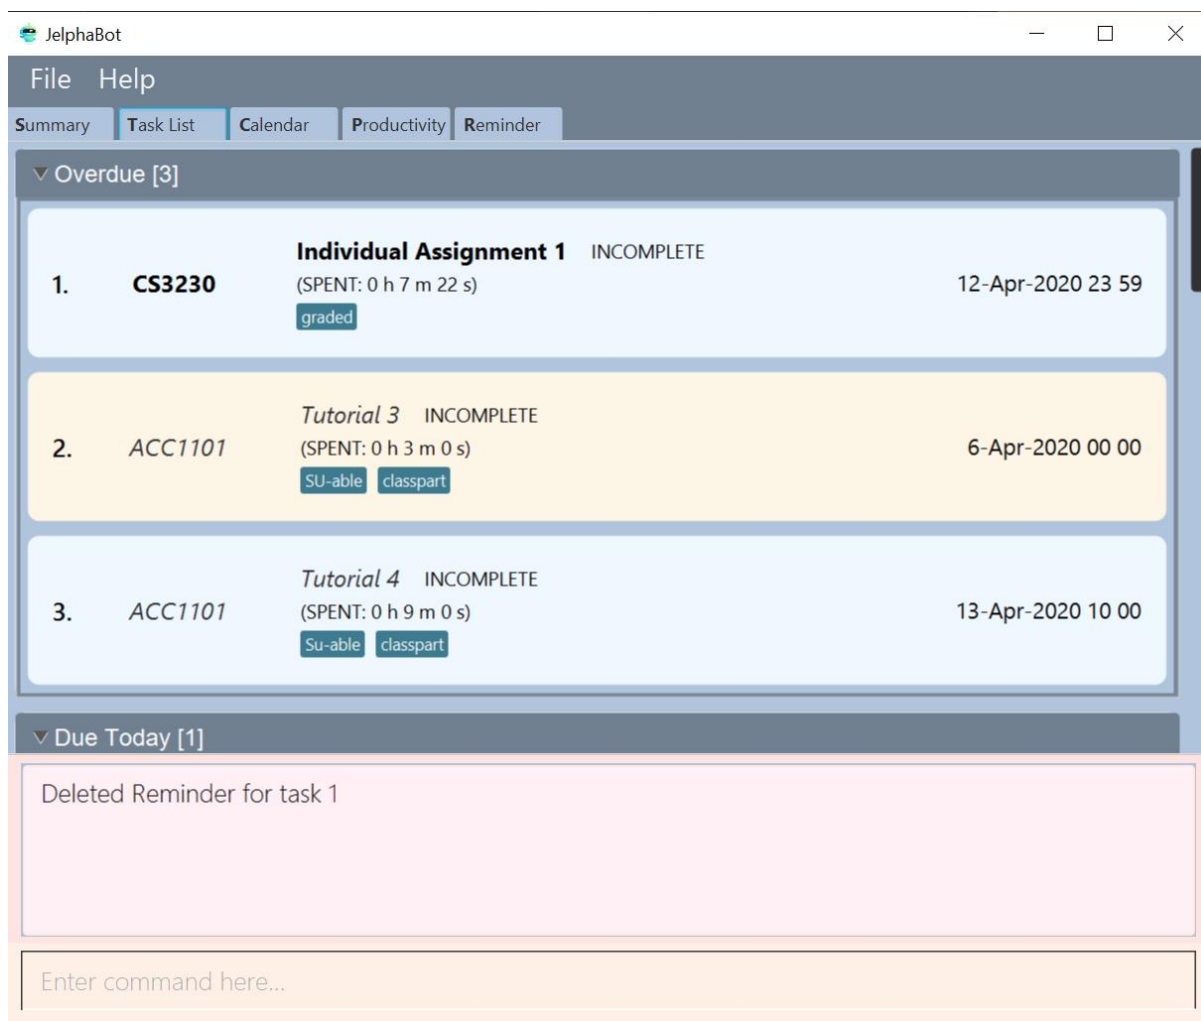 JelphaBot
File Help
Summary Task List Calendar Productivity Reminder
Overdue [3]
1. CS3230 Individual Assignment 1 INCOMPLETE 12-Apr-2020 23 59
(SPENT: 0 h 7 m 22 s)
graded
2. ACC1101 Tutorial 3 INCOMPLETE 6-Apr-2020 00 00
(SPENT: 0 h 3 m 0 s)
SU-able classpart
3. ACC1101 Tutorial 4 INCOMPLETE 13-Apr-2020 10 00
(SPENT: 0 h 9 m 0 s)
Su-able classpart
Due Today [1]
Deleted Reminder for task 1
Enter command here...